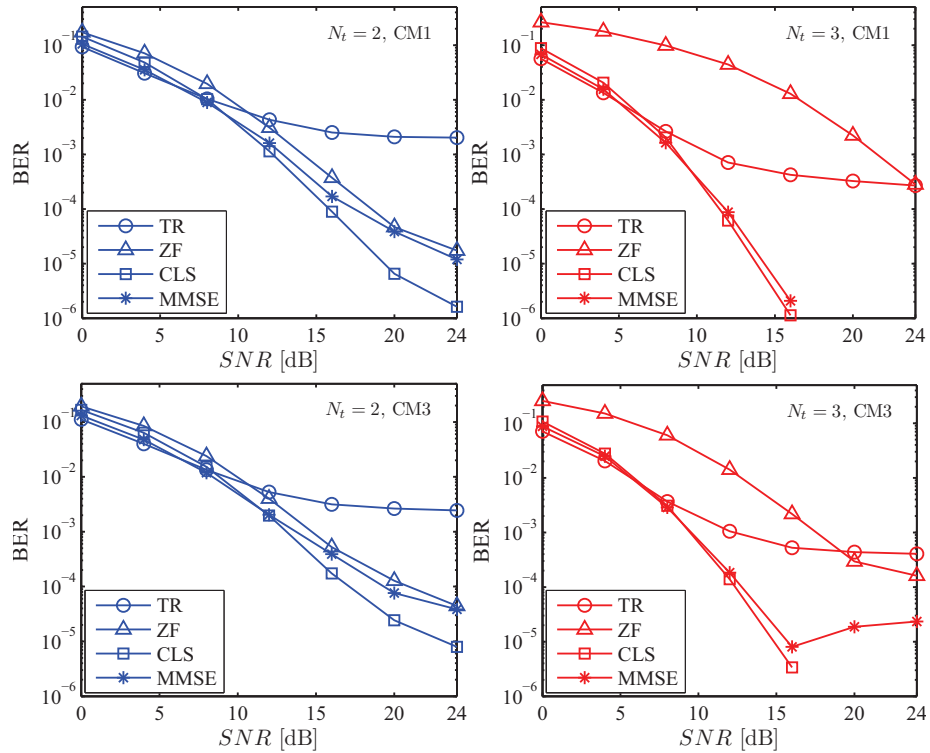 N_t = 2, CM1
BER
10^-1
10^-2
10^-3
10^-4
10^-5
10^-6
TR
ZF
CLS
MMSE
0 5 10 15 20 24
SNR [dB]
N_t = 3, CM1
BER
10^-1
10^-2
10^-3
10^-4
10^-5
10^-6
TR
ZF
CLS
MMSE
0 5 10 15 20 24
SNR [dB]
N_t = 2, CM3
BER
10^-1
10^-2
10^-3
10^-4
10^-5
10^-6
TR
ZF
CLS
MMSE
0 5 10 15 20 24
SNR [dB]
N_t = 3, CM3
BER
10^-1
10^-2
10^-3
10^-4
10^-5
10^-6
TR
ZF
CLS
MMSE
0 5 10 15 20 24
SNR [dB]